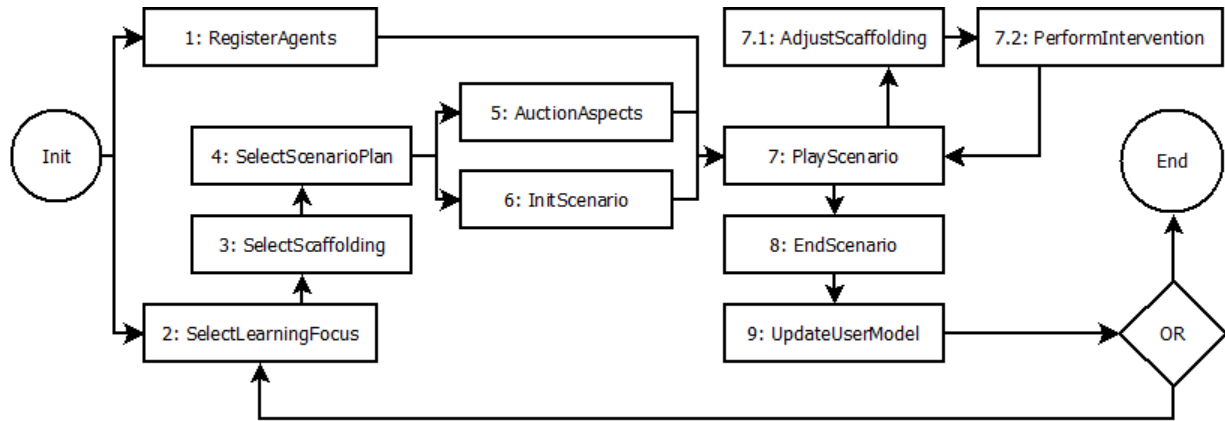 1: RegisterAgents
7.1: AdjustScaffolding
7.2: PerformIntervention
5: AuctionAspects
Init
4: SelectScenarioPlan
7: PlayScenario
End
6: InitScenario
3: SelectScaffolding
8: EndScenario
2: SelectLearningFocus
9: UpdateUserModel
OR